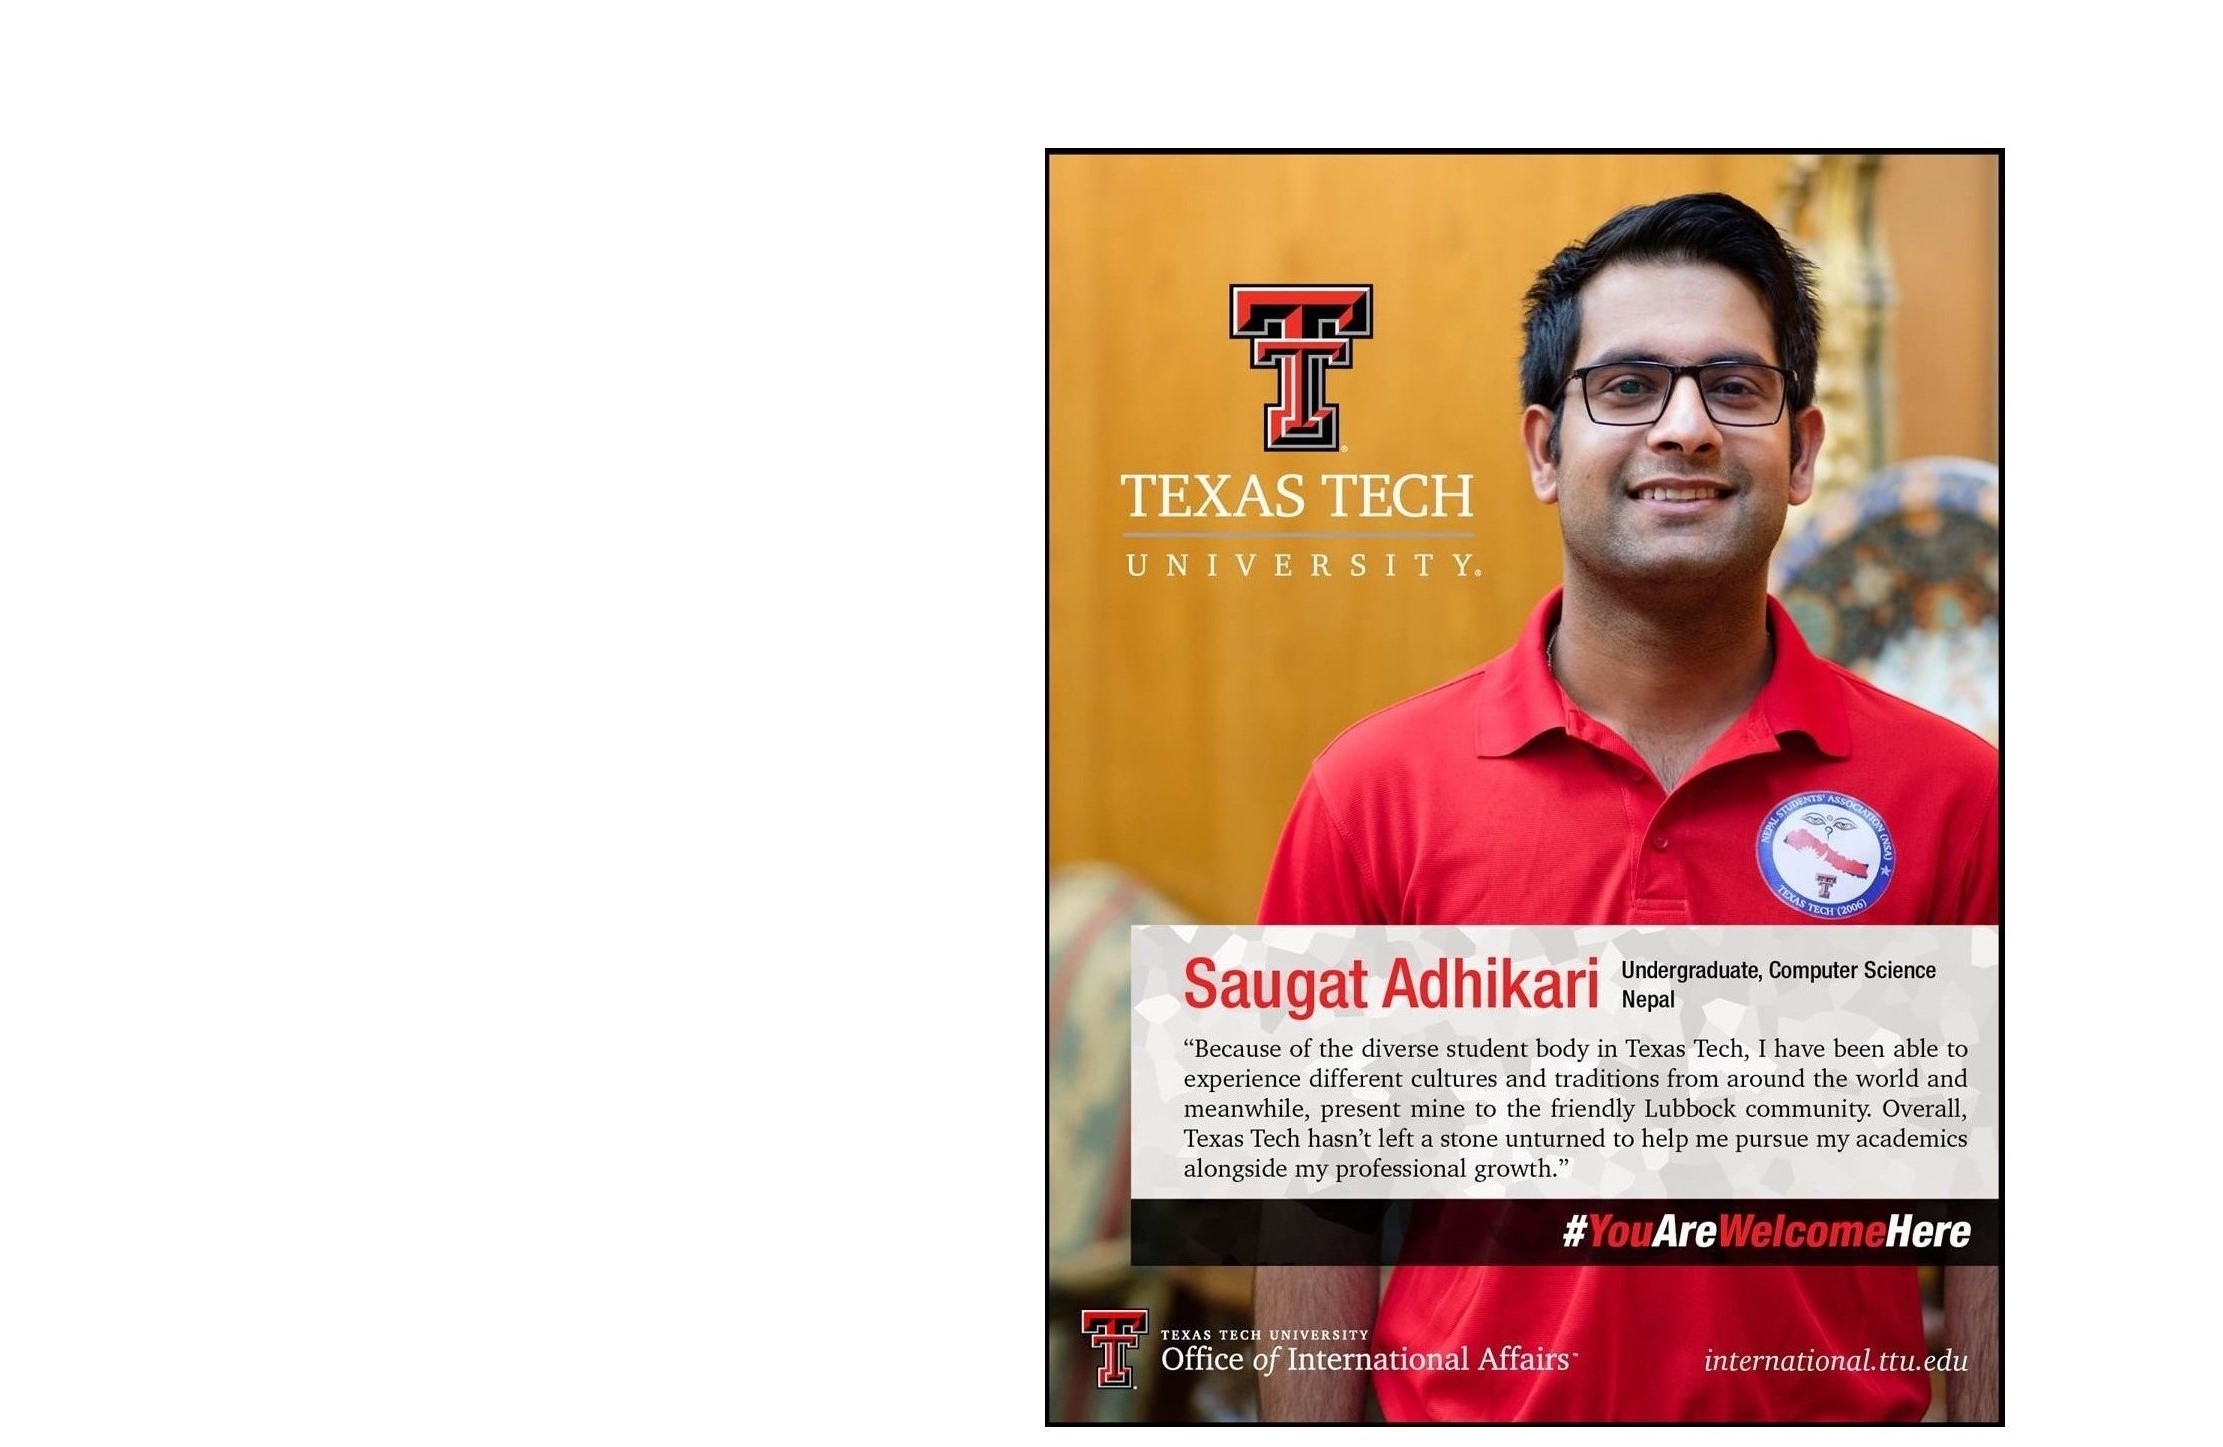 TEXAS TECH
UNIVERSITY®
NEPAL STUDENTS' ASSOCIATION (NSA)
TEXAS TECH (2006)
Saugat Adhikari
Undergraduate, Computer Science
Nepal
“Because of the diverse student body in Texas Tech, I have been able to
experience different cultures and traditions from around the world and
meanwhile, present mine to the friendly Lubbock community. Overall,
Texas Tech hasn’t left a stone unturned to help me pursue my academics
alongside my professional growth.”
#YouAreWelcomeHere
TEXAS TECH UNIVERSITY
Office of International Affairs™
international.ttu.edu